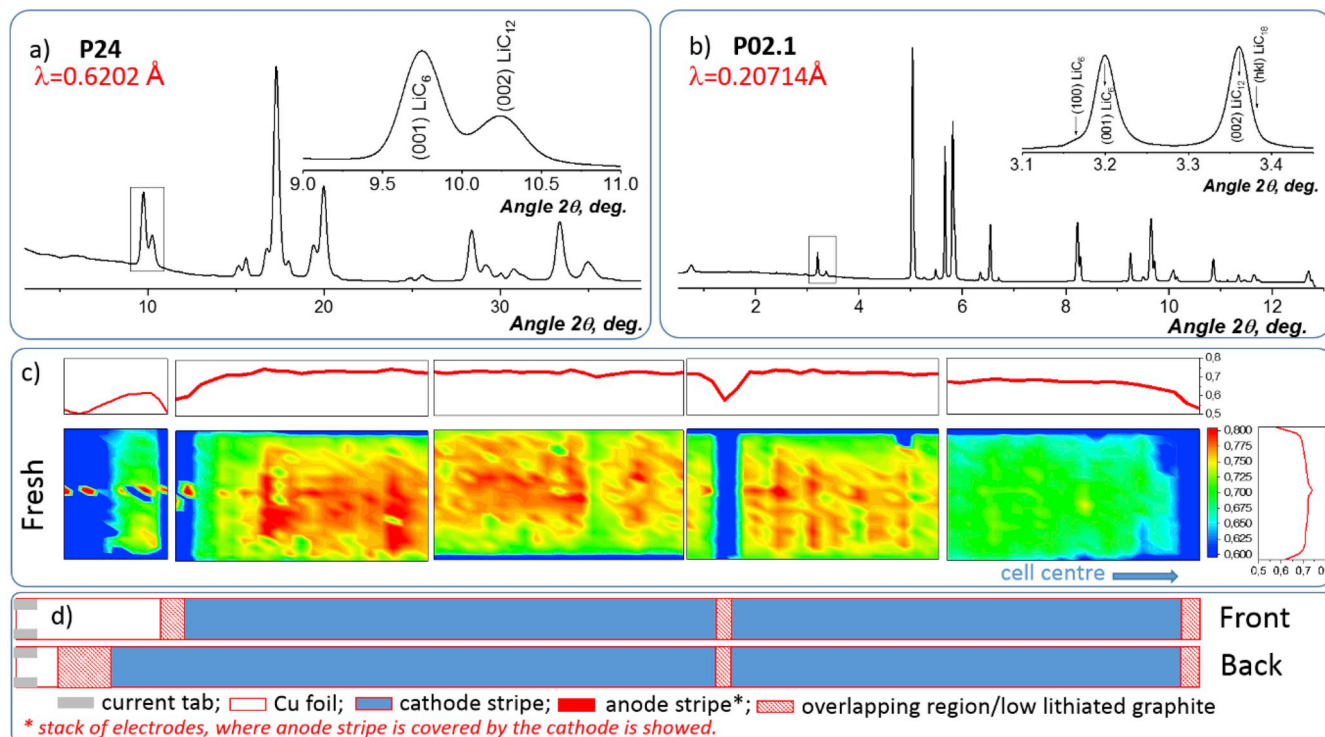 a) P24
λ=0.6202 Å
(001) LiC6
(002) LiC12
9.0 9.5 10.0 10.5 11.0
Angle 2θ, deg.
10 20 30
Angle 2θ, deg.
b) P02.1
λ=0.20714Å
(100) LiC6
(001) LiC6
(002) LiC12
(hkl) LiC18
3.1 3.2 3.3 3.4
Angle 2θ, deg.
2 4 6 8 10 12
Angle 2θ, deg.
c)
0,8
0,7
0,6
0,5
Fresh
0,800
0,775
0,750
0,725
0,700
0,675
0,650
0,625
0,600
0,5 0,6 0,7
cell centre
d)
Front
Back
current tab; Cu foil; cathode stripe; anode stripe*; overlapping region/low lithiated graphite
* stack of electrodes, where anode stripe is covered by the cathode is showed.